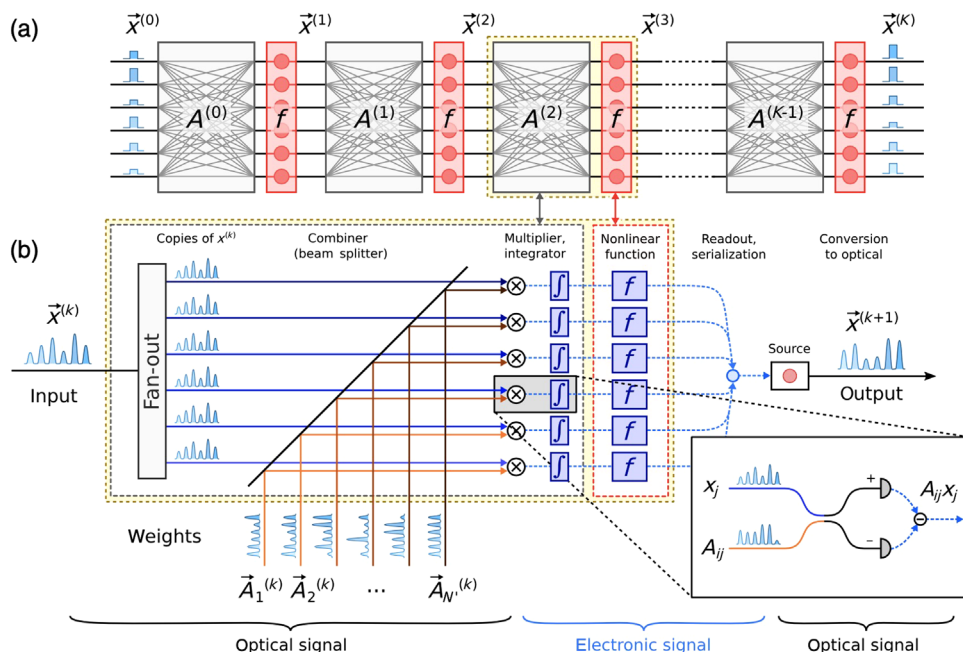 (a)
x⃗(0) x⃗(1) x⃗(2) x⃗(3) x⃗(K)
A(0) f A(1) f A(2) f A(K-1) f
(b)
Copies of x(k)
Combiner
(beam splitter)
Multiplier,
integrator
Nonlinear
function
Readout,
serialization
Conversion
to optical
x⃗(k)
Input
Fan-out
∫ f
∫ f
∫ f
∫ f
∫ f
∫ f
Source
x⃗(k+1)
Output
Weights
A⃗1(k) A⃗2(k) ... A⃗N'(k)
xj
Aij
+
−
Aijxj
Optical signal
Electronic signal
Optical signal